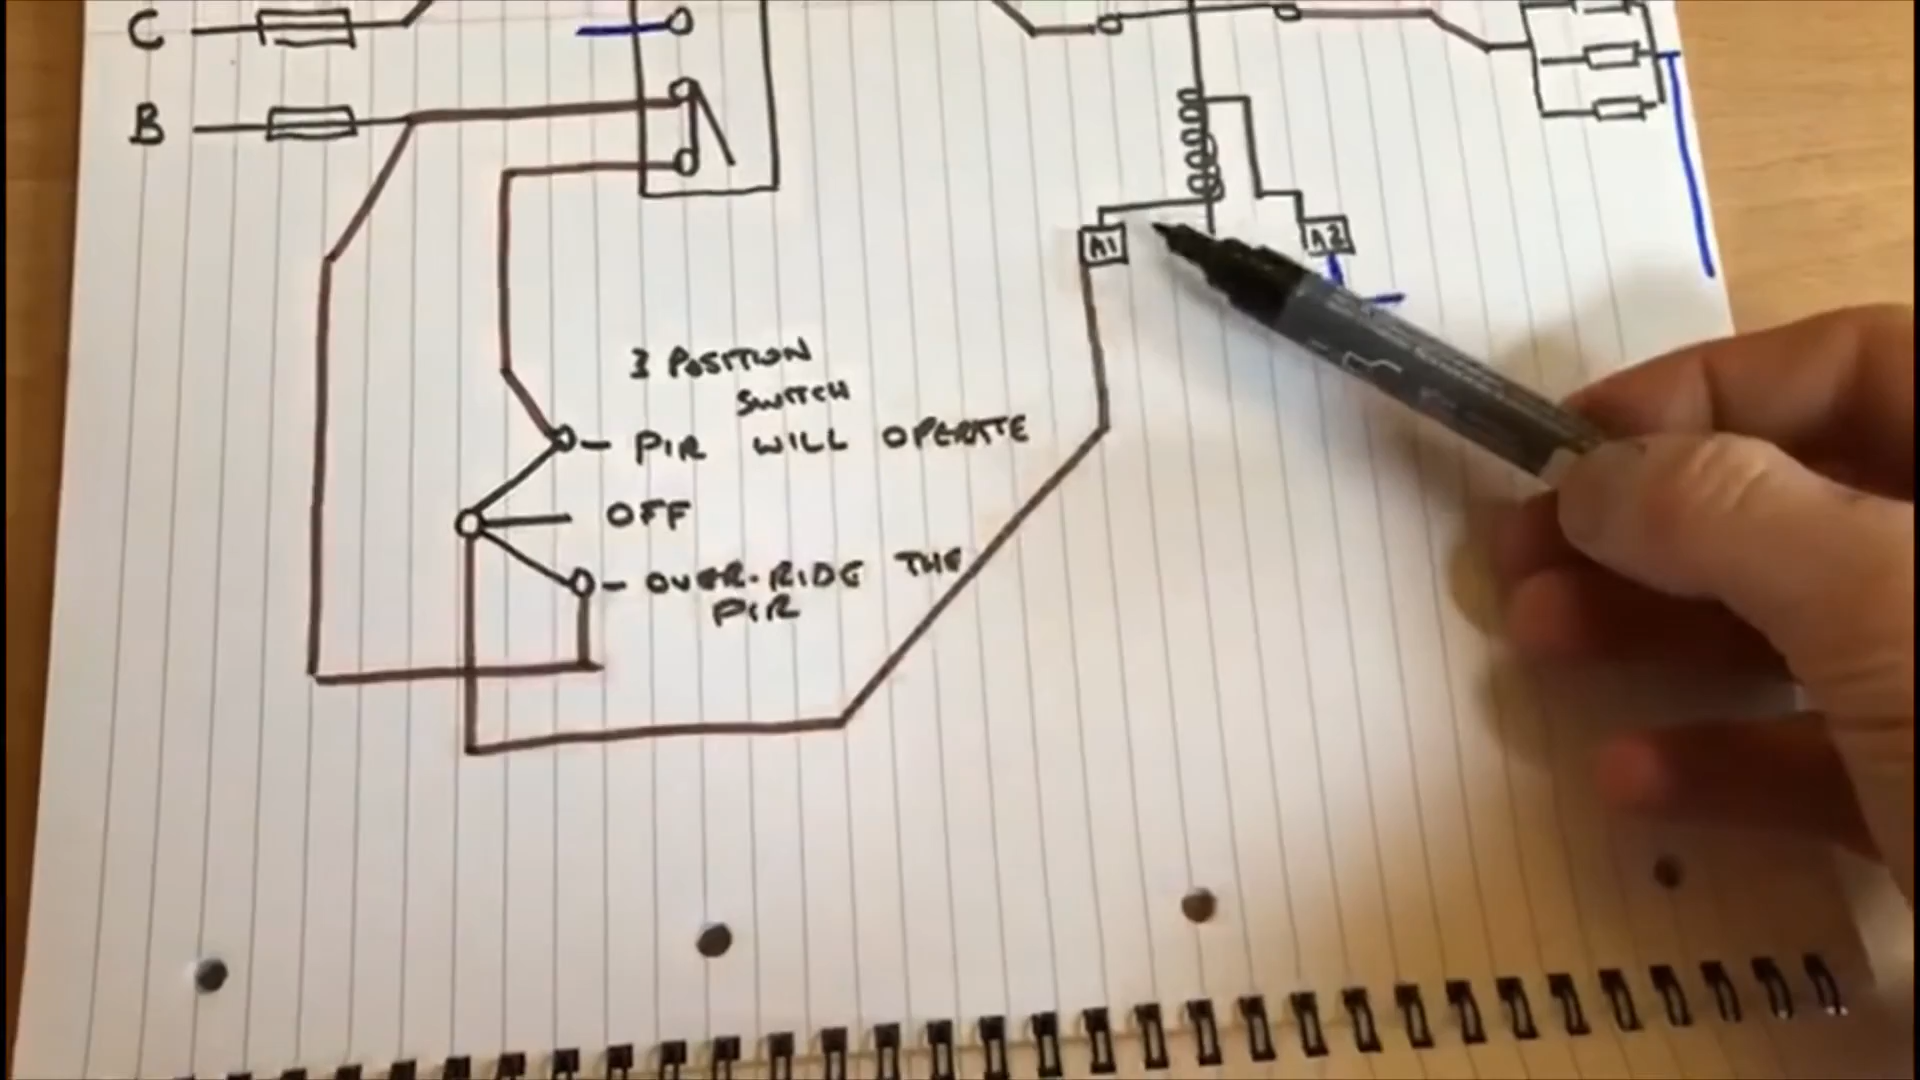 C
B
A1
A2
3 POSITION
SWITCH
PIR WILL OPERATE
OFF
OVER-RIDE THE
PIR